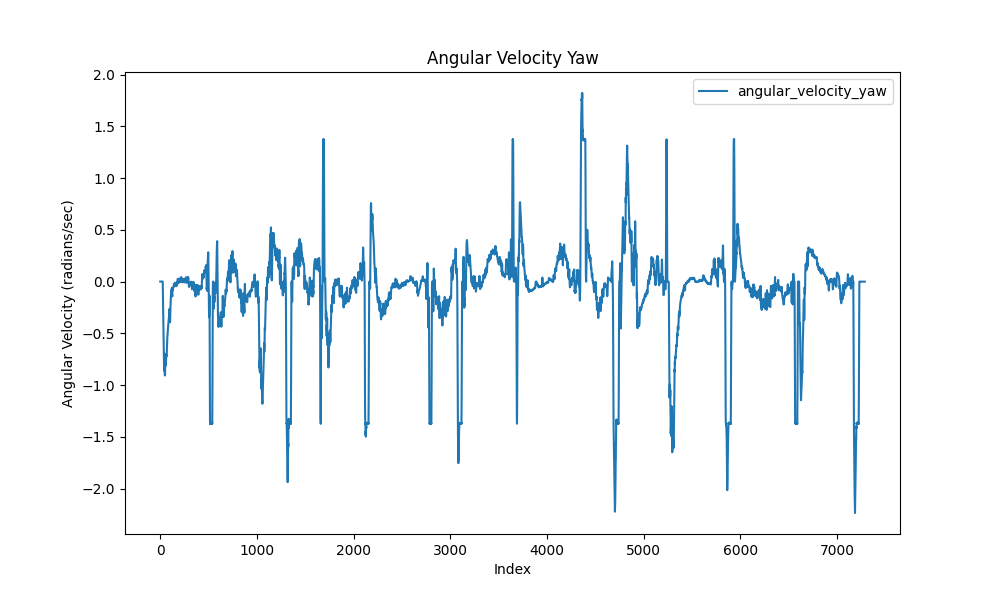 Angular Velocity Yaw
angular_velocity_yaw
Angular Velocity (radians/sec)
2.0
1.5
1.0
0.5
0.0
−0.5
−1.0
−1.5
−2.0
0 1000 2000 3000 4000 5000 6000 7000
Index